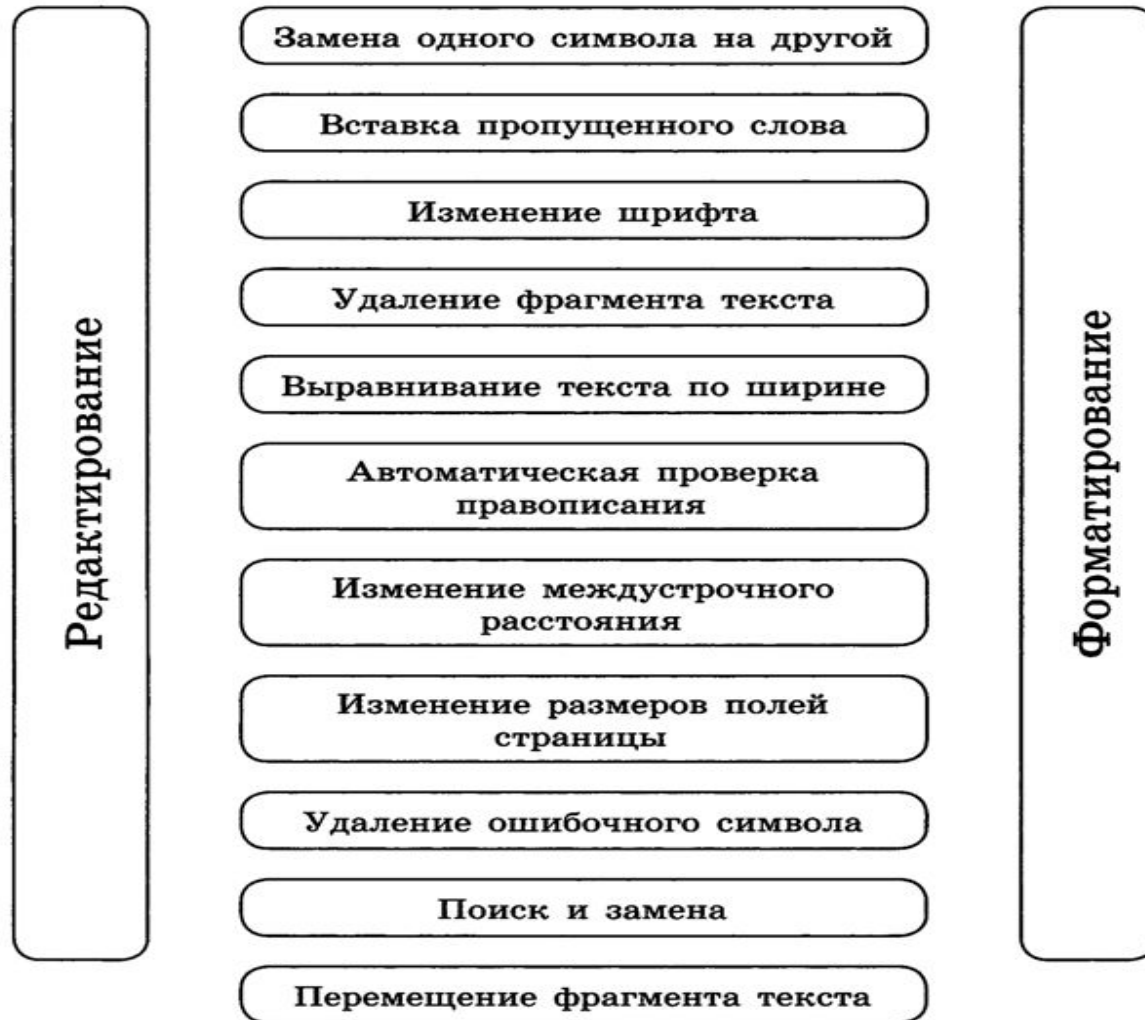 Редактирование
Замена одного символа на другой
Вставка пропущенного слова
Изменение шрифта
Удаление фрагмента текста
Выравнивание текста по ширине
Автоматическая проверка
правописания
Изменение междустрочного
расстояния
Изменение размеров полей
страницы
Удаление ошибочного символа
Поиск и замена
Перемещение фрагмента текста
Форматирование